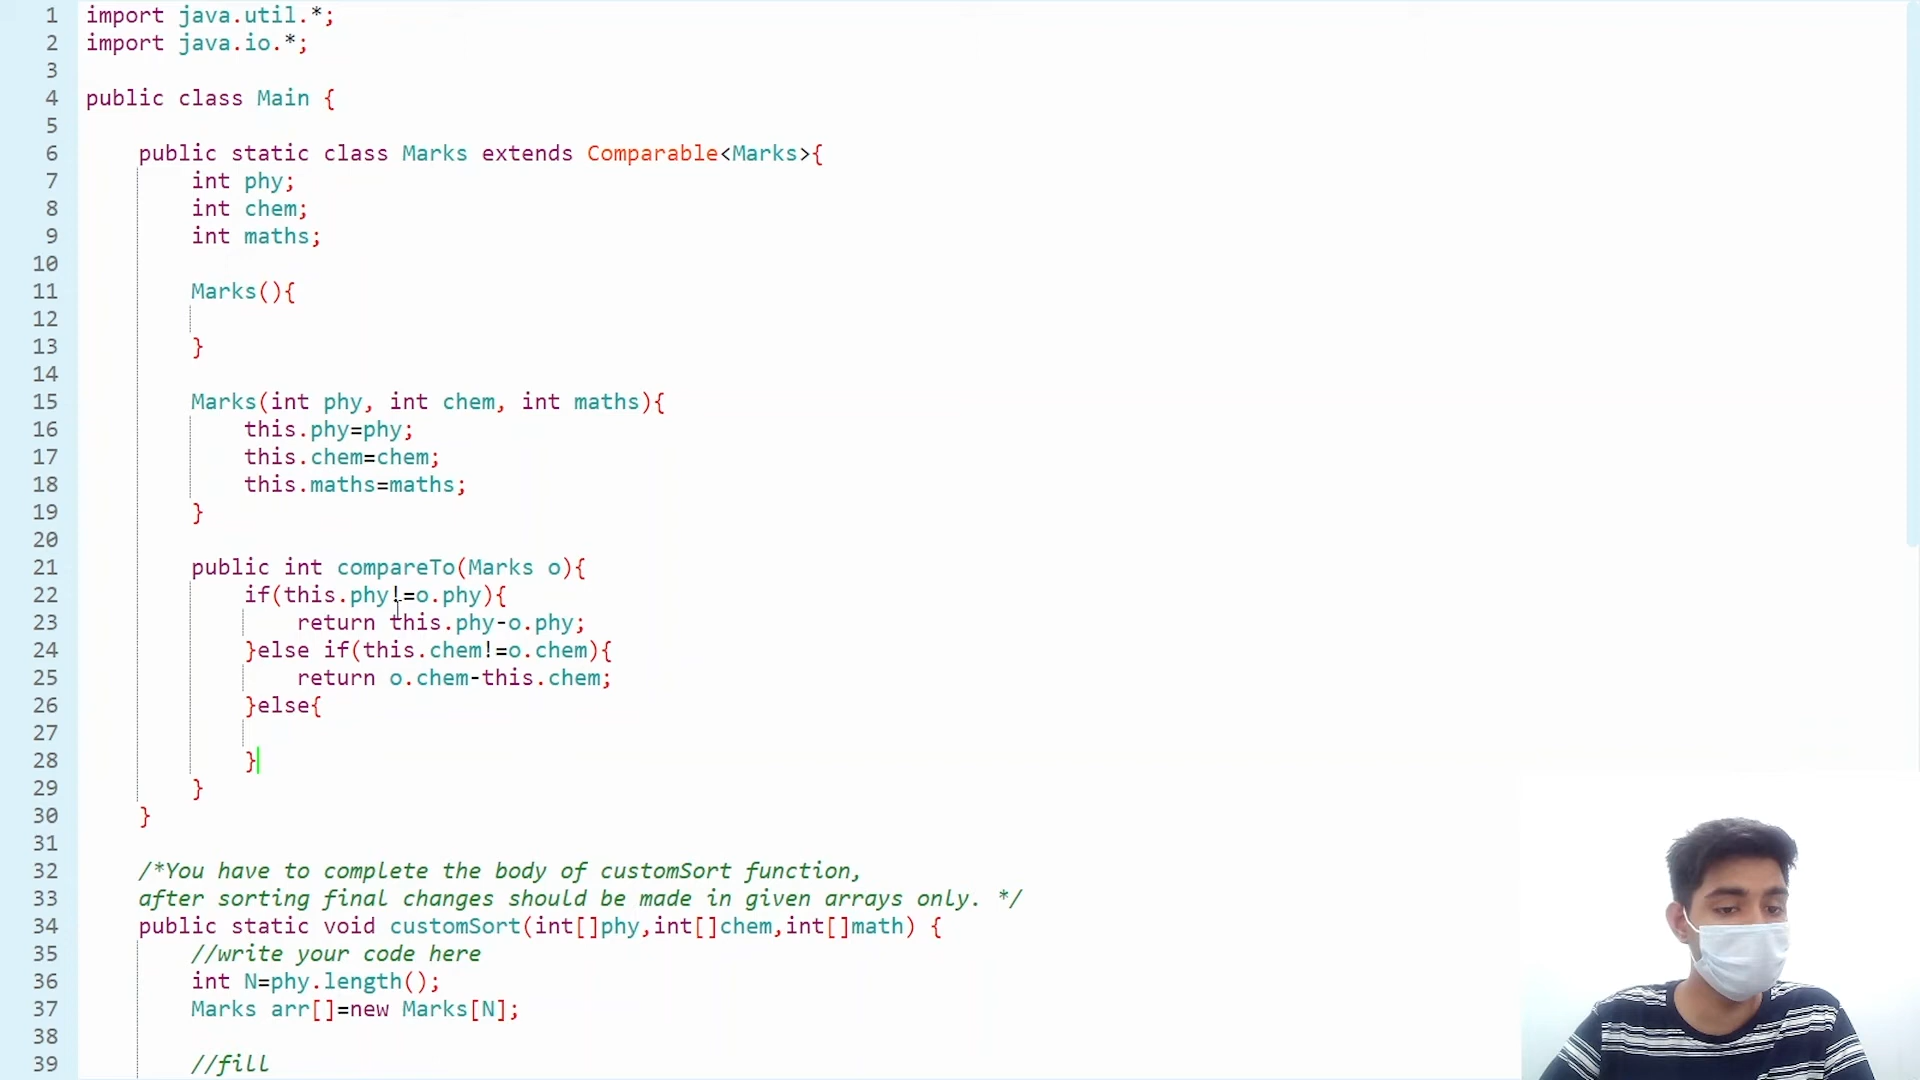 1 import java.util.*;
2 import java.io.*;
3
4 public class Main {
5
6 public static class Marks extends Comparable<Marks>{
7 int phy;
8 int chem;
9 int maths;
10
11 Marks(){
12
13 }
14
15 Marks(int phy, int chem, int maths){
16 this.phy=phy;
17 this.chem=chem;
18 this.maths=maths;
19 }
20
21 public int compareTo(Marks o){
22 if(this.phy!=o.phy){
23 return this.phy-o.phy;
24 }else if(this.chem!=o.chem){
25 return o.chem-this.chem;
26 }else{
27
28 }
29 }
30 }
31
32 /*You have to complete the body of customSort function,
33 after sorting final changes should be made in given arrays only. */
34 public static void customSort(int[]phy,int[]chem,int[]math) {
35 //write your code here
36 int N=phy.length();
37 Marks arr[]=new Marks[N];
38
39 //fill